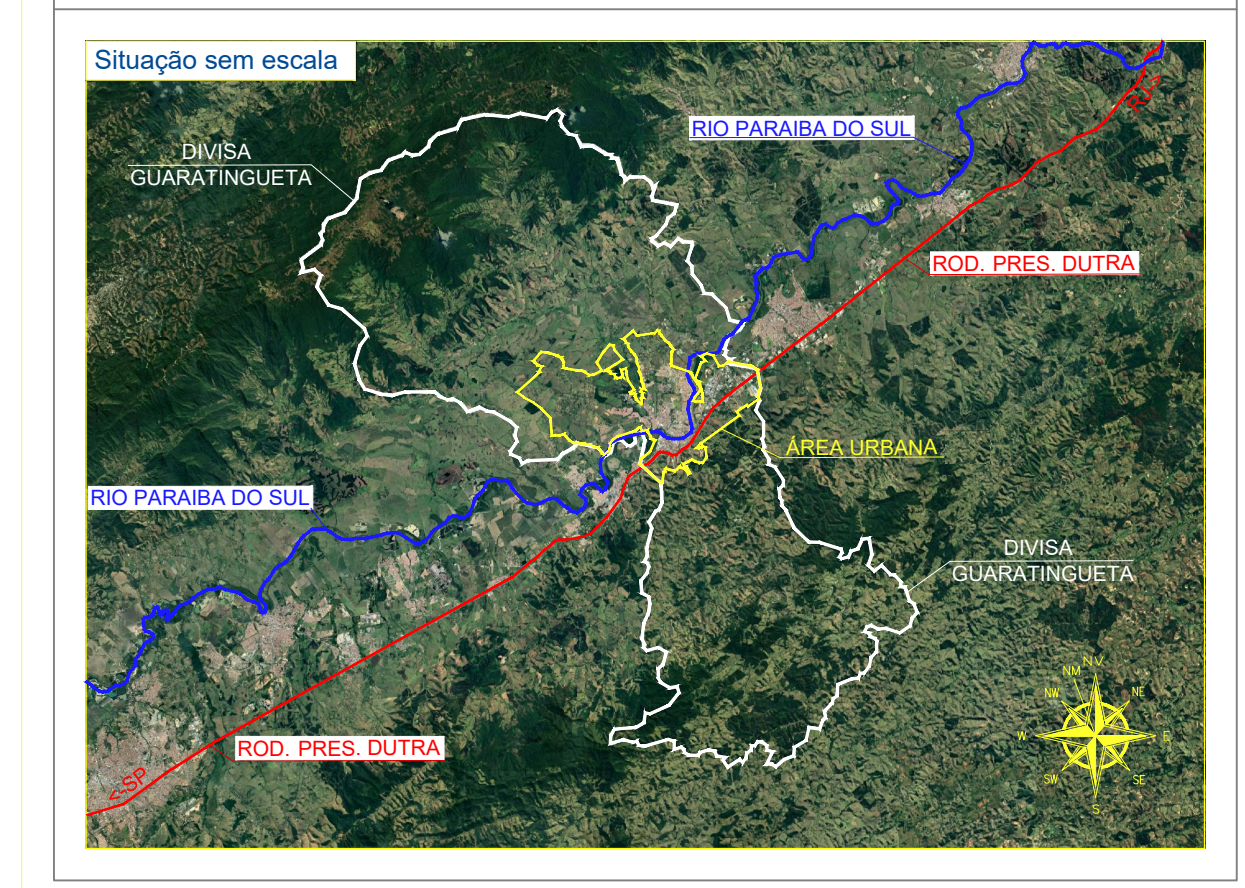 Situação sem escala
RJ->
RIO PARAIBA DO SUL
DIVISA
GUARATINGUETA
ROD. PRES. DUTRA
ÁREA URBANA
RIO PARAIBA DO SUL
DIVISA
GUARATINGUETA
NV
NM
NW
NE
W
E
SW
SE
S
ROD. PRES. DUTRA
<-SP